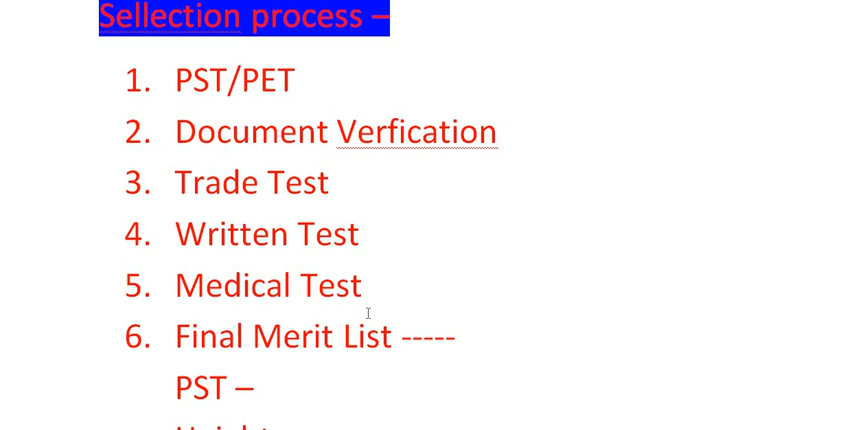 Sellection process –
1. PST/PET
2. Document Verfication
3. Trade Test
4. Written Test
5. Medical Test
6. Final Merit List -----
PST –